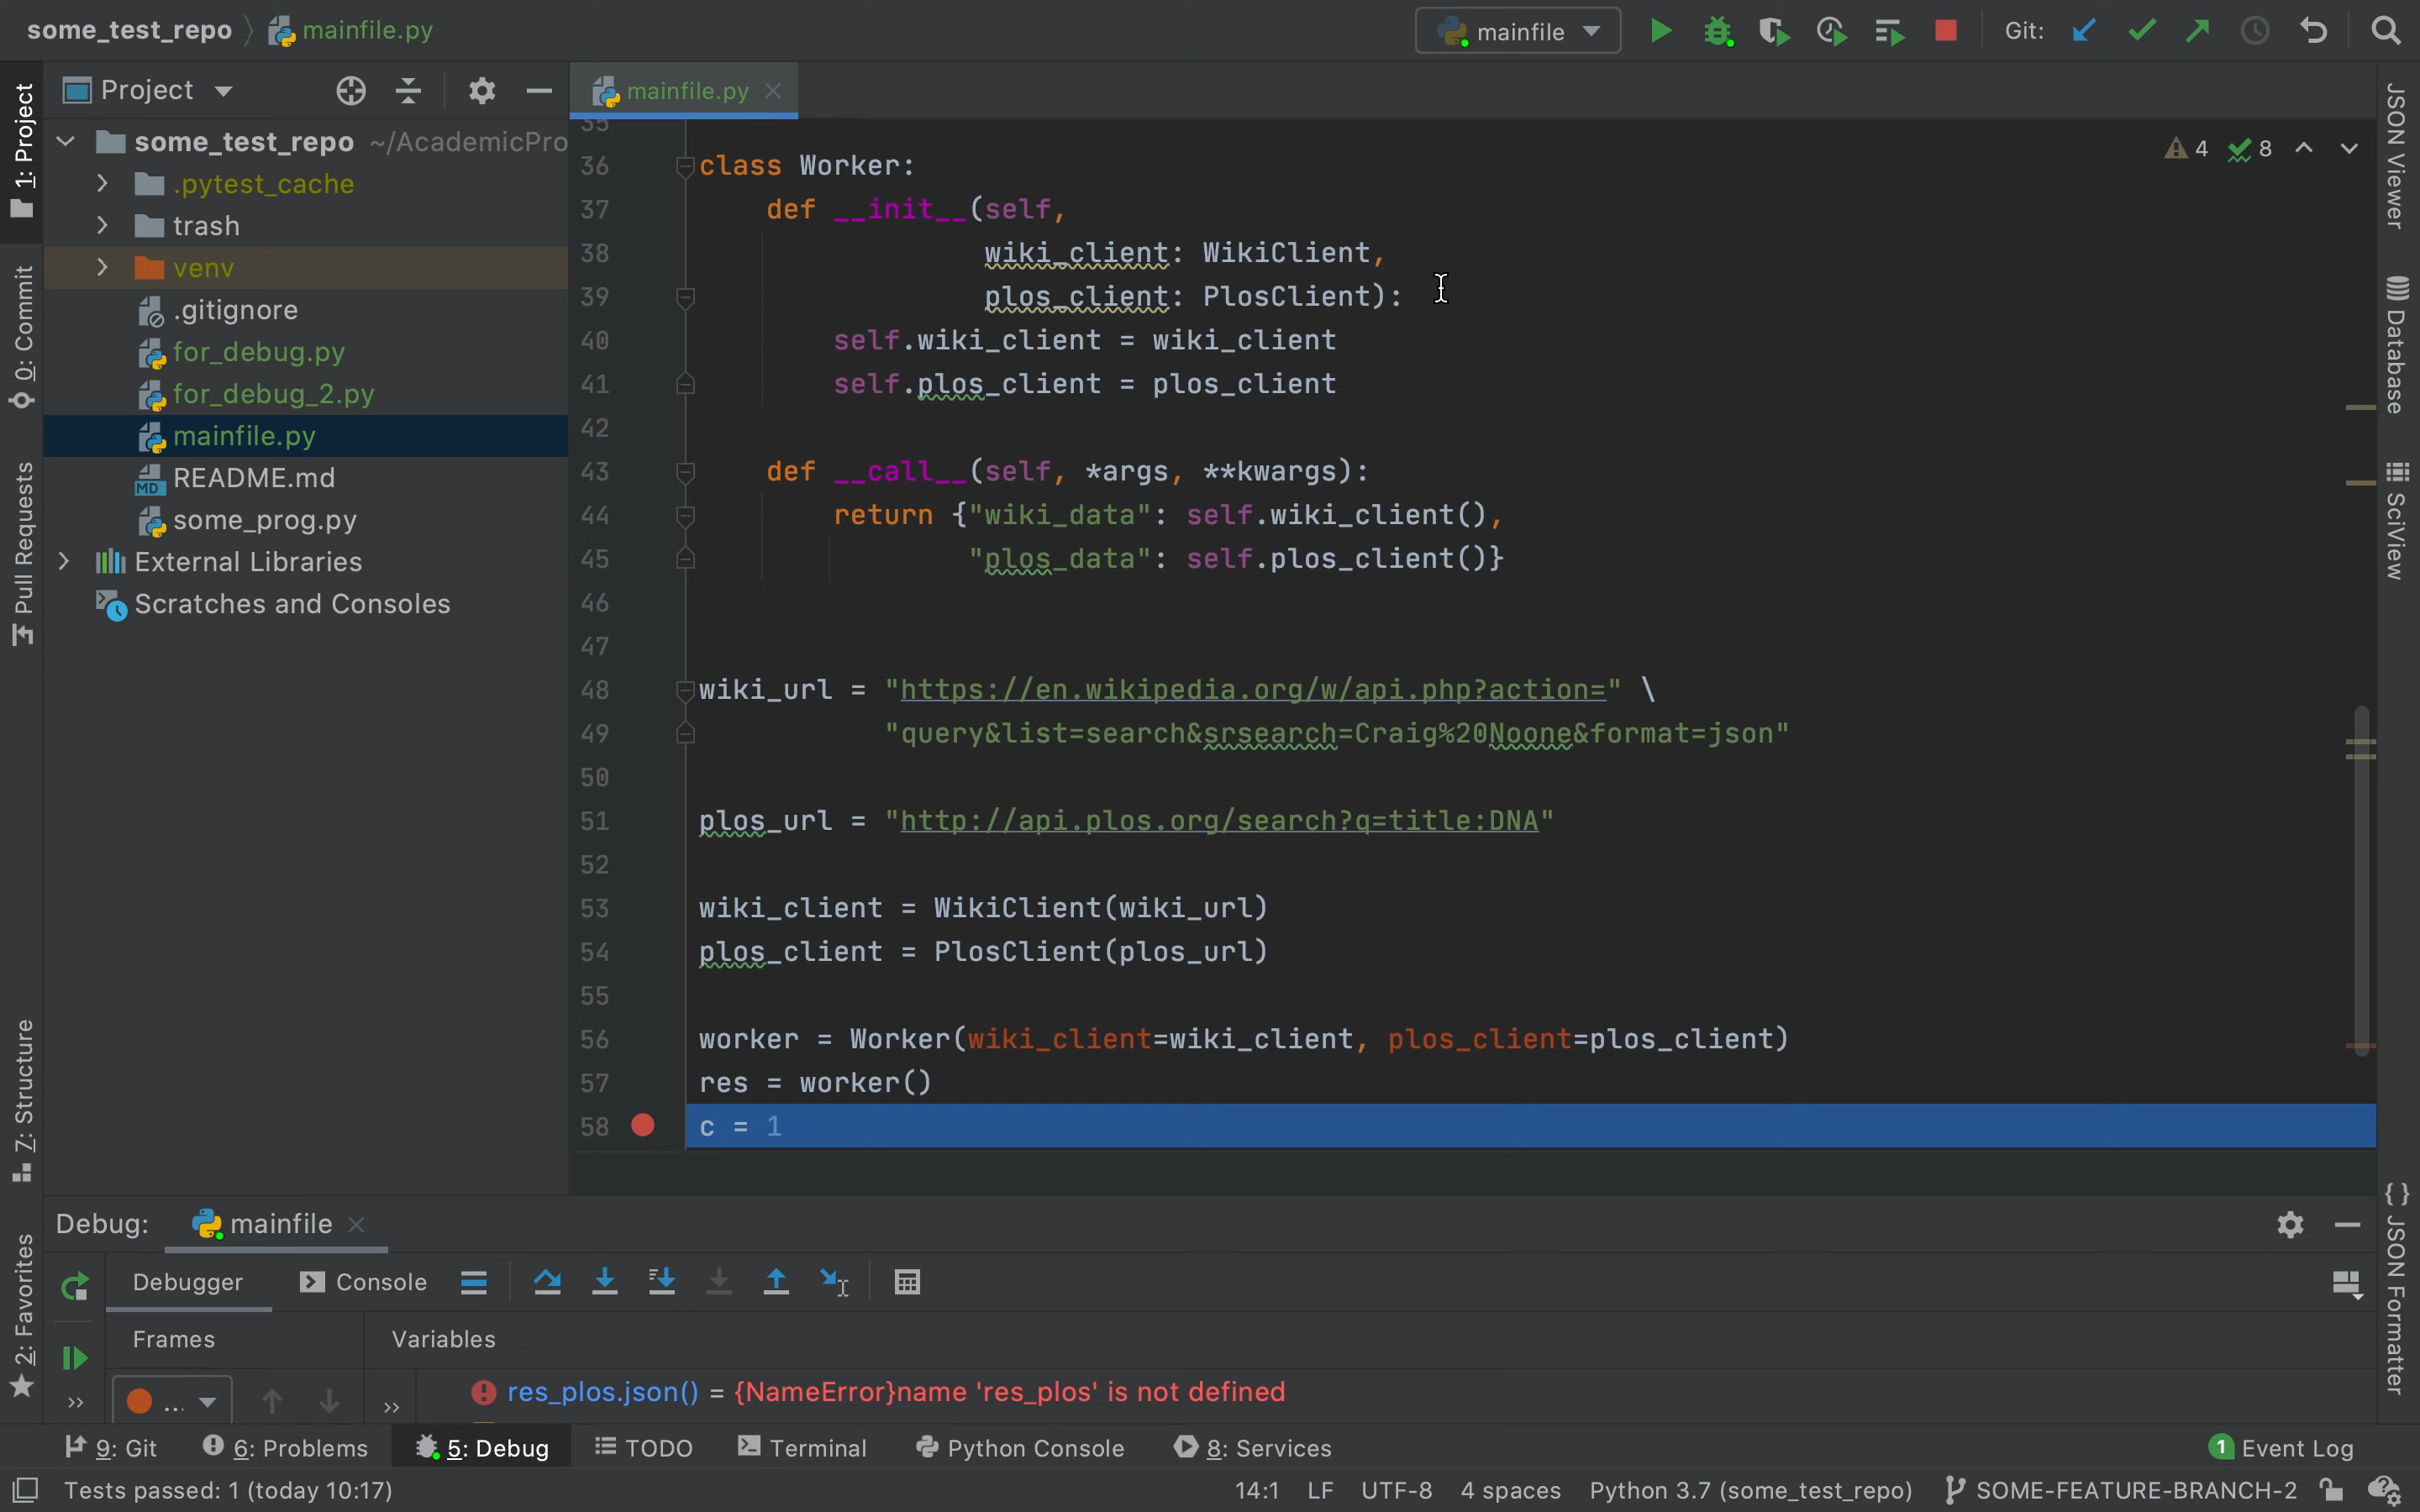 some_test_repo mainfile.py mainfile Git:
Project mainfile.py
1: Project
0: Commit
Pull Requests
Z: Structure
2: Favorites
some_test_repo ~/AcademicPro
.pytest_cache
trash
venv
.gitignore
for_debug.py
for_debug_2.py
mainfile.py
README.md
some_prog.py
External Libraries
Scratches and Consoles
4 8
35
36 class Worker:
37 def __init__(self,
38 wiki_client: WikiClient,
39 plos_client: PlosClient):
40 self.wiki_client = wiki_client
41 self.plos_client = plos_client
42
43 def __call__(self, *args, **kwargs):
44 return {"wiki_data": self.wiki_client(),
45 "plos_data": self.plos_client()}
46
47
48 wiki_url = "https://en.wikipedia.org/w/api.php?action=" \
49 "query&list=search&srsearch=Craig%20Noone&format=json"
50
51 plos_url = "http://api.plos.org/search?q=title:DNA"
52
53 wiki_client = WikiClient(wiki_url)
54 plos_client = PlosClient(plos_url)
55
56 worker = Worker(wiki_client=wiki_client, plos_client=plos_client)
57 res = worker()
58 c = 1
JSON Viewer
Database
SciView
JSON Formatter
Debug: mainfile
Debugger Console
Frames Variables
... res_plos.json() = {NameError}name 'res_plos' is not defined
9: Git 6: Problems 5: Debug TODO Terminal Python Console 8: Services 1 Event Log
Tests passed: 1 (today 10:17) 14:1 LF UTF-8 4 spaces Python 3.7 (some_test_repo) SOME-FEATURE-BRANCH-2